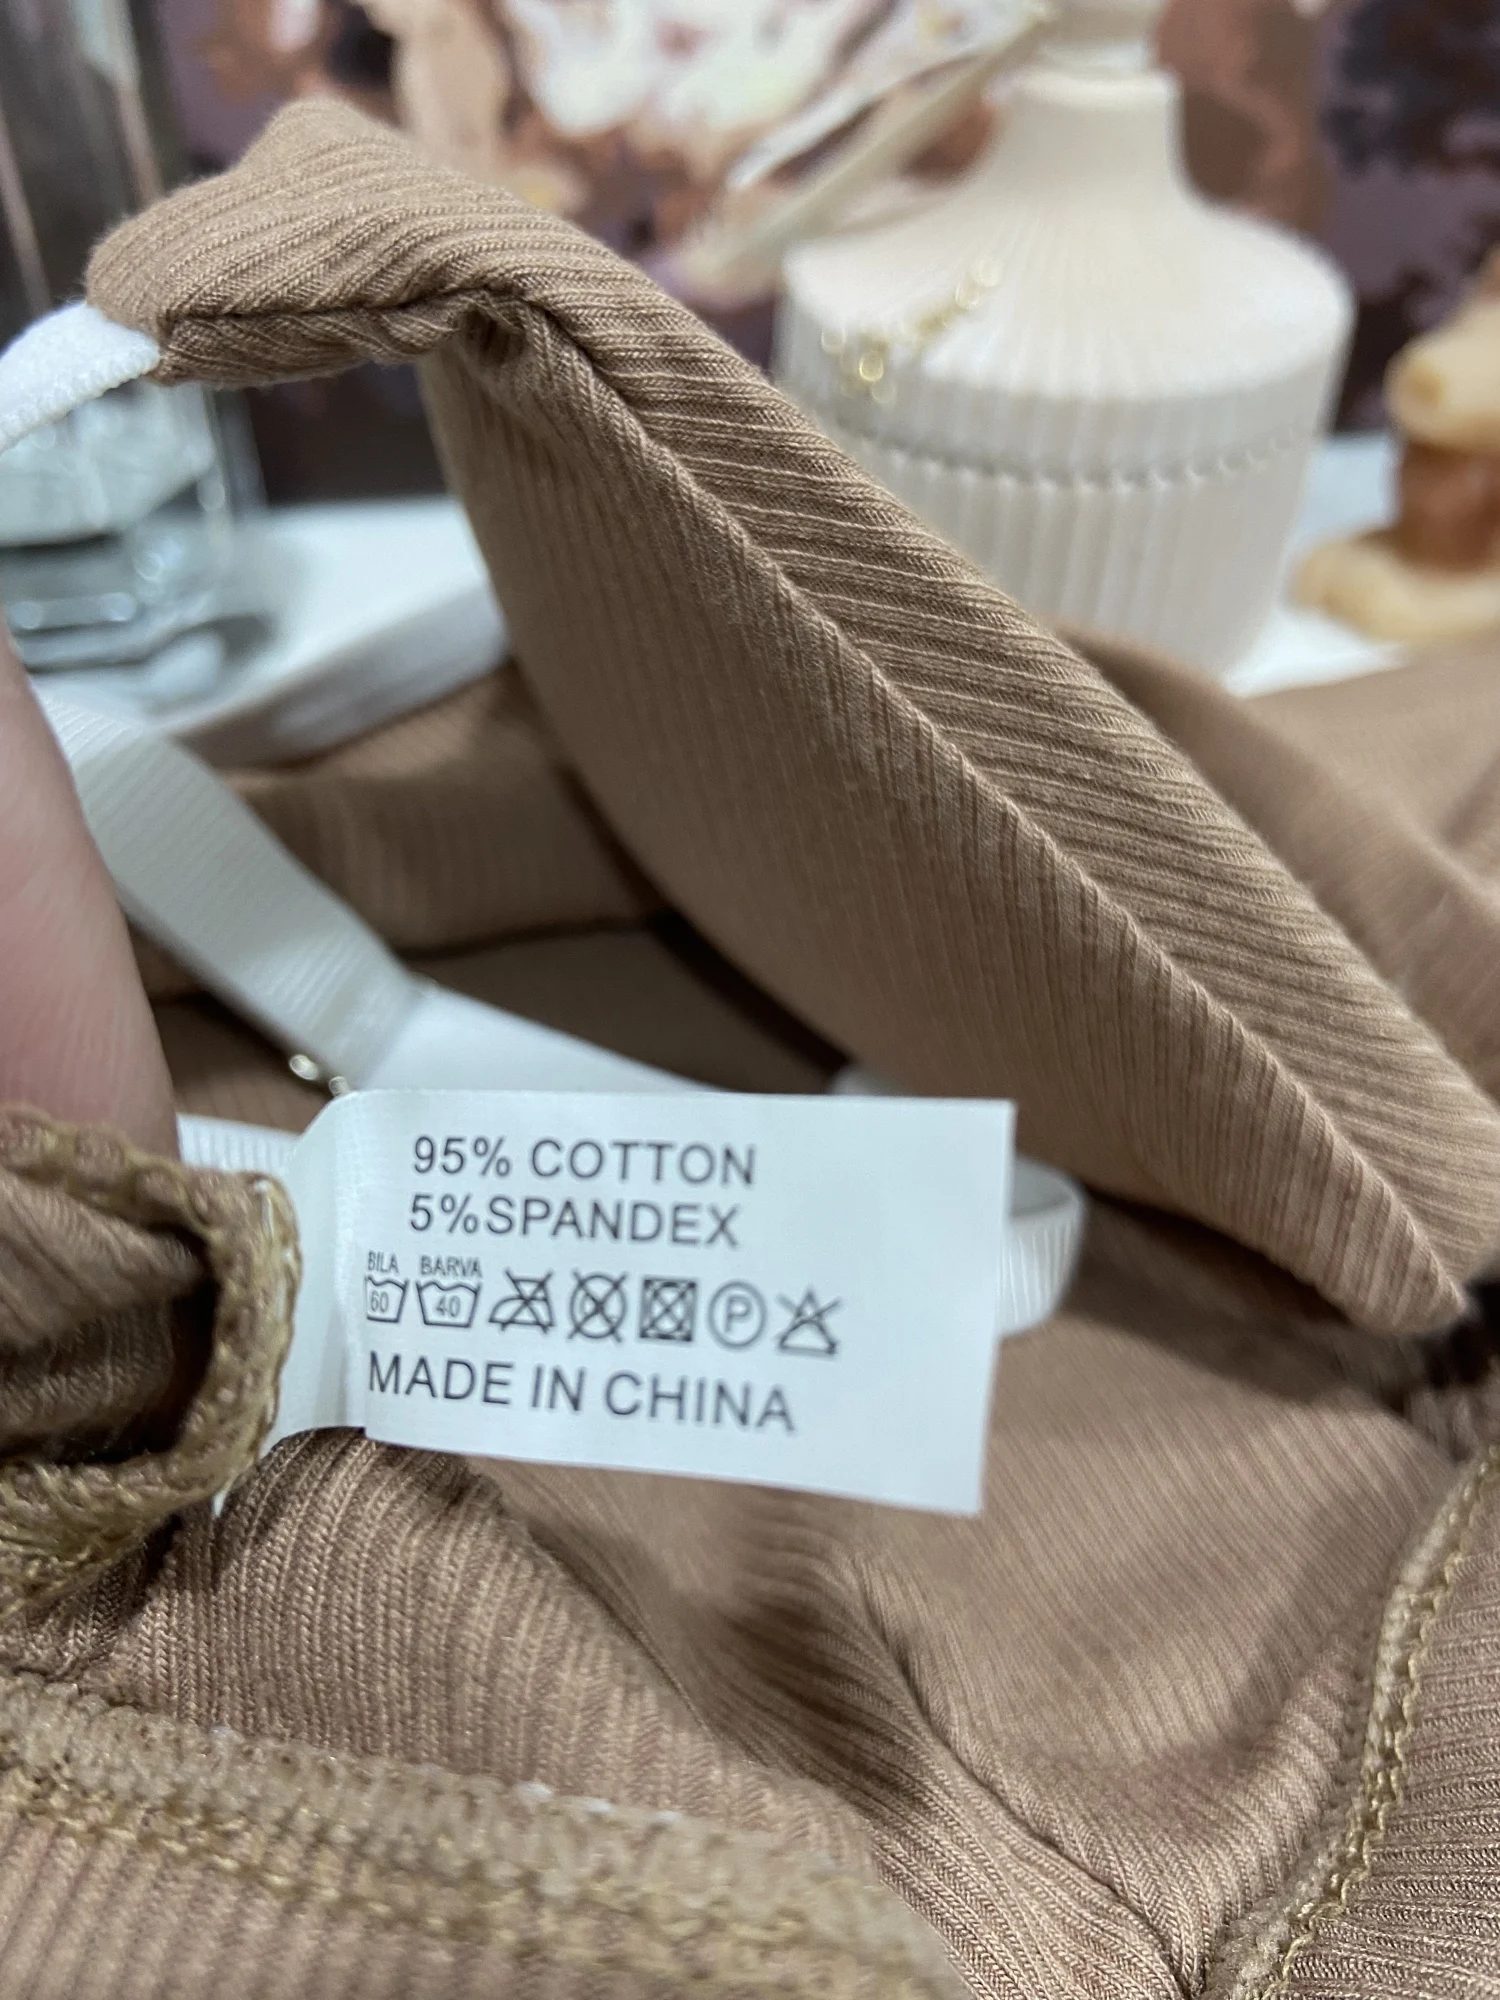 95% COTTON
5%SPANDEX
BILA BARVA
60 40 P
MADE IN CHINA